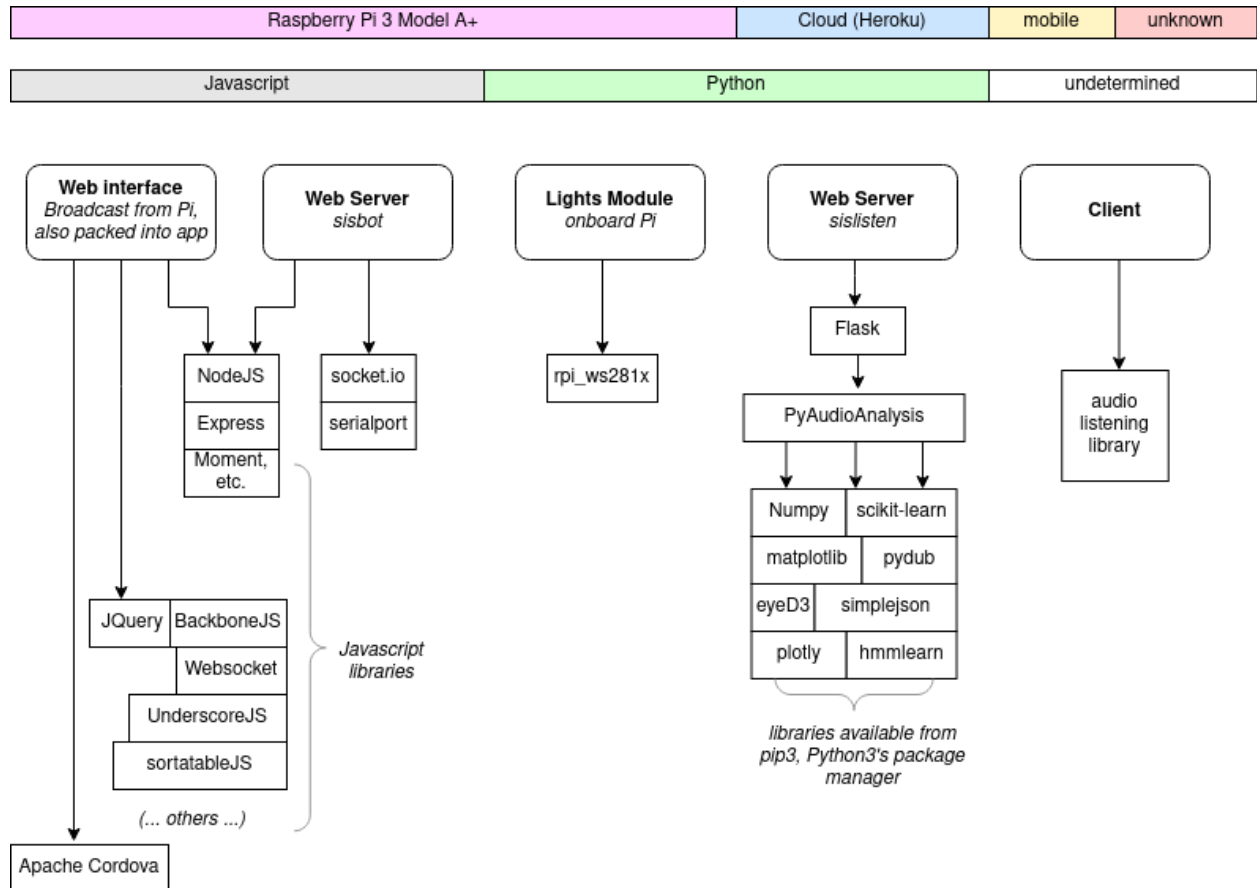 Raspberry Pi 3 Model A+
Cloud (Heroku)
mobile
unknown
Javascript
Python
undetermined
Web interface
Broadcast from Pi,
also packed into app
Web Server
sisbot
Lights Module
onboard Pi
Web Server
sislisten
Client
Flask
NodeJS
Express
Moment,
etc.
socket.io
serialport
rpi_ws281x
PyAudioAnalysis
audio
listening
library
Numpy
scikit-learn
matplotlib
pydub
eyeD3
simplejson
plotly
hmmlearn
JQuery
BackboneJS
Websocket
UnderscoreJS
sortatableJS
(... others ...)
Javascript
libraries
libraries available from
pip3, Python3's package
manager
Apache Cordova